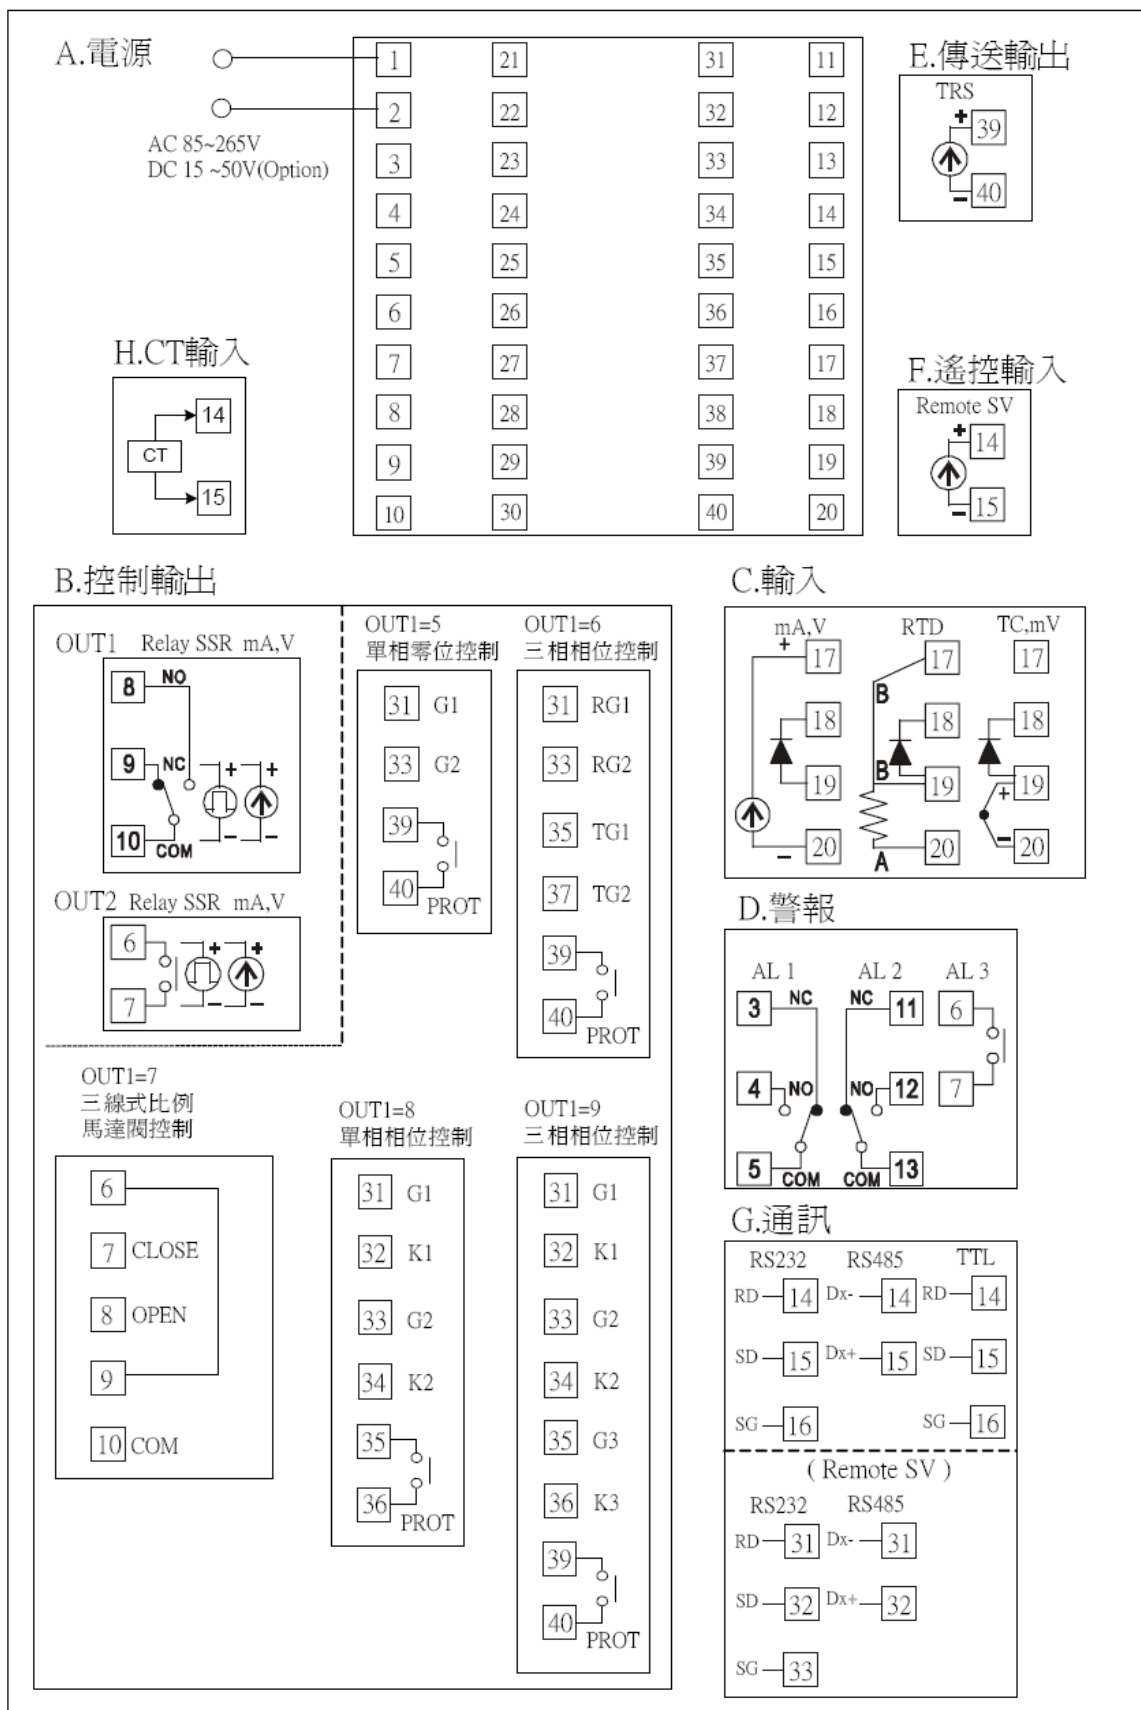 A.電源
AC 85~265V
DC 15 ~50V(Option)
1 21 31 11
2 22 32 12
3 23 33 13
4 24 34 14
5 25 35 15
6 26 36 16
7 27 37 17
8 28 38 18
9 29 39 19
10 30 40 20
E.傳送輸出
TRS
+ 39
- 40
H.CT輸入
CT
14
15
F.遙控輸入
Remote SV
+ 14
- 15
B.控制輸出
OUT1 Relay SSR mA,V
8 NO
9 NC + +
10 COM - -
OUT2 Relay SSR mA,V
6 + +
7 - -
OUT1=5
單相零位控制
31 G1
33 G2
39
40 PROT
OUT1=6
三相相位控制
31 RG1
33 RG2
35 TG1
37 TG2
39
40 PROT
OUT1=7
三線式比例
馬達閥控制
6
7 CLOSE
8 OPEN
9
10 COM
OUT1=8
單相相位控制
31 G1
32 K1
33 G2
34 K2
35
36 PROT
OUT1=9
三相相位控制
31 G1
32 K1
33 G2
34 K2
35 G3
36 K3
39
40 PROT
C.輸入
mA,V RTD TC,mV
+ 17 B 17 17
18 18 18
19 B 19 + 19
- 20 A 20 - 20
D.警報
AL 1 AL 2 AL 3
3 NC NC 11 6
4 NO NO 12 7
5 COM COM 13
G.通訊
RS232 RS485 TTL
RD 14 Dx- 14 RD 14
SD 15 Dx+ 15 SD 15
SG 16 SG 16
( Remote SV )
RS232 RS485
RD 31 Dx- 31
SD 32 Dx+ 32
SG 33